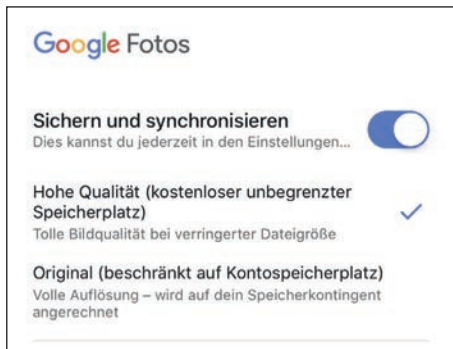 Google Fotos
Sichern und synchronisieren
Dies kannst du jederzeit in den Einstellungen...
Hohe Qualität (kostenloser unbegrenzter
Speicherplatz)
Tolle Bildqualität bei verringerter Dateigröße
Original (beschränkt auf Kontospeicherplatz)
Volle Auflösung – wird auf dein Speicherkontingent
angerechnet